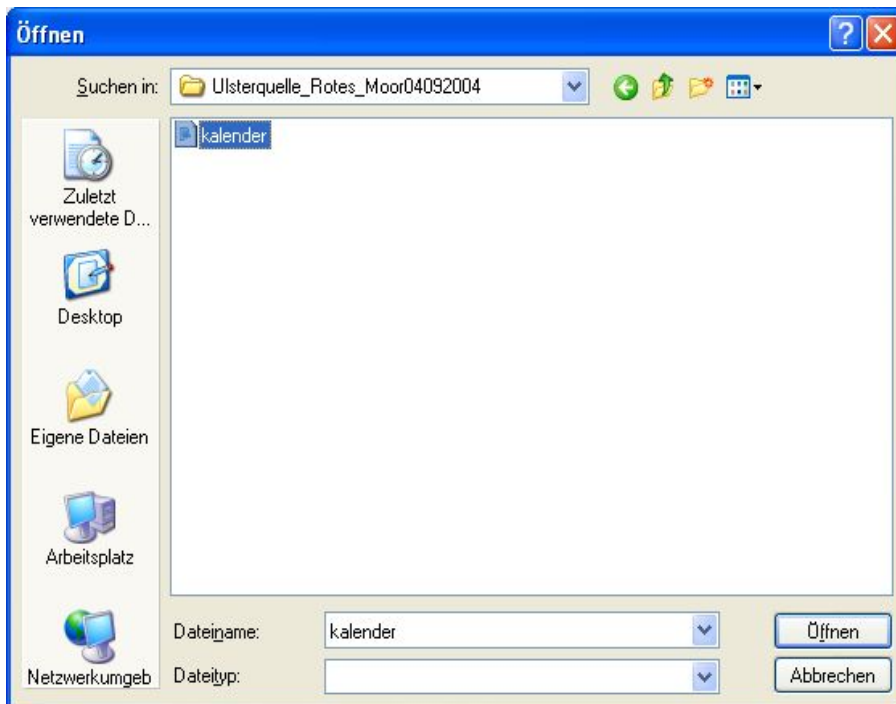 Öffnen
Suchen in: Ulsterquelle_Rotes_Moor04092004
kalender
Zuletzt
verwendete D...
Desktop
Eigene Dateien
Arbeitsplatz
Netzwerkumgeb
Dateiname: kalender Öffnen
Dateityp: Abbrechen